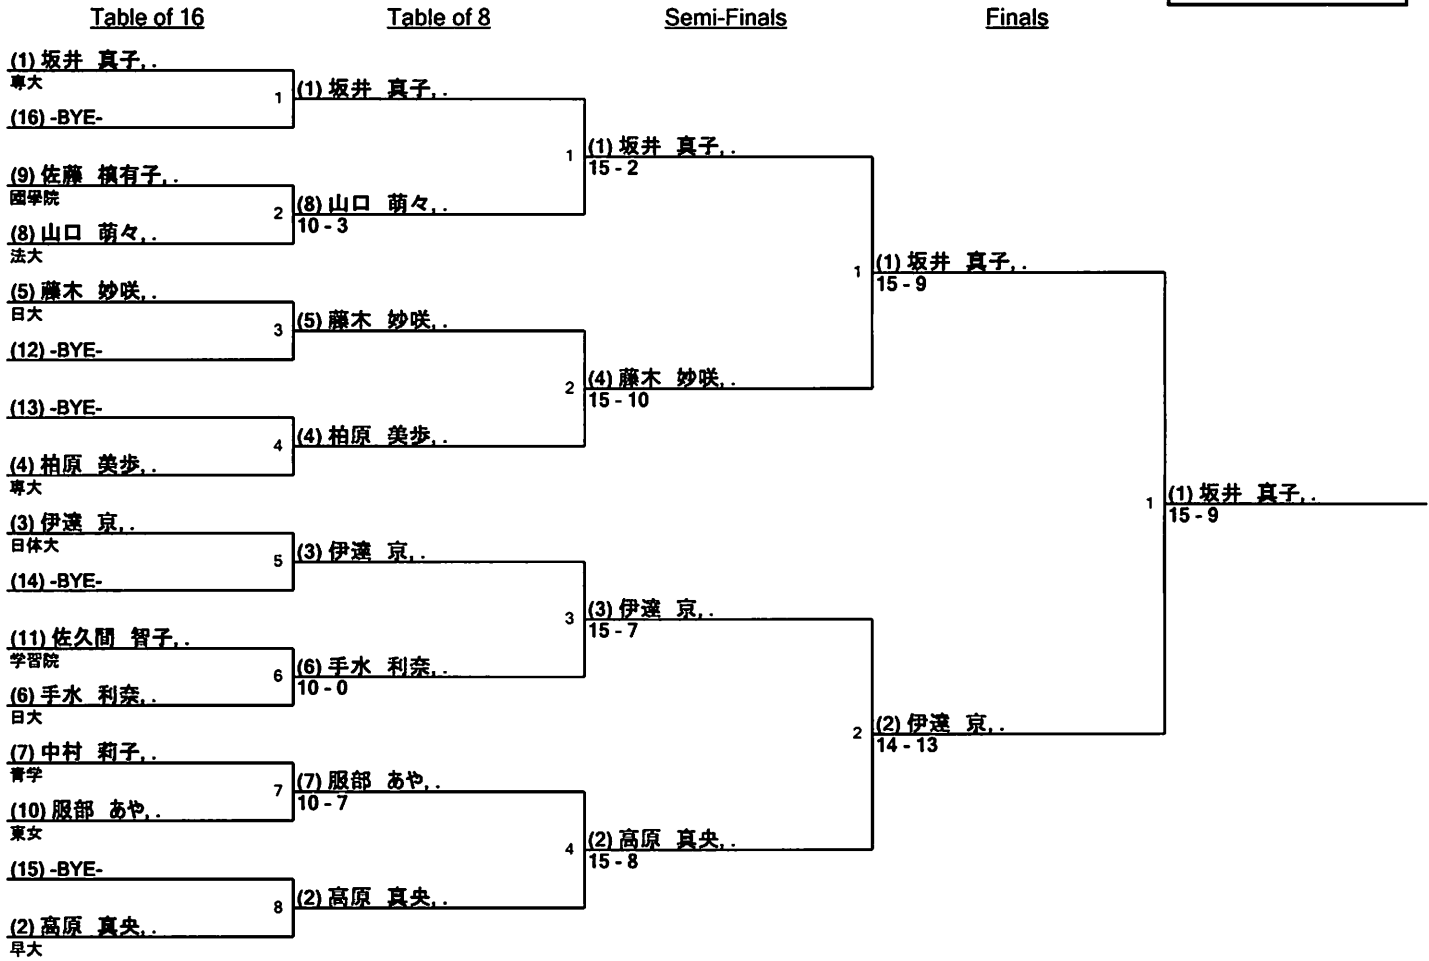 Table of 16
Table of 8
Semi-Finals
Finals
(1) 坂井 真子, .
専大
(16) -BYE-
(9) 佐藤 槙有子, .
國學院
(8) 山口 萌々, .
法大
(5) 藤木 妙咲, .
日大
(12) -BYE-
(13) -BYE-
(4) 柏原 美歩, .
専大
(3) 伊達 京, .
日体大
(14) -BYE-
(11) 佐久間 智子, .
学習院
(6) 手水 利奈, .
日大
(7) 中村 莉子, .
青学
(10) 服部 あや, .
東女
(15) -BYE-
(2) 高原 真央, .
早大
1
2
3
4
5
6
7
8
(1) 坂井 真子, .
(8) 山口 萌々, .
10 - 3
(5) 藤木 妙咲, .
(4) 柏原 美歩, .
(3) 伊達 京, .
(6) 手水 利奈, .
10 - 0
(7) 服部 あや, .
10 - 7
(2) 高原 真央, .
1
2
3
4
(1) 坂井 真子, .
15 - 2
(4) 藤木 妙咲, .
15 - 10
(3) 伊達 京, .
15 - 7
(2) 高原 真央, .
15 - 8
1
2
(1) 坂井 真子, .
15 - 9
(2) 伊達 京, .
14 - 13
1
(1) 坂井 真子, .
15 - 9